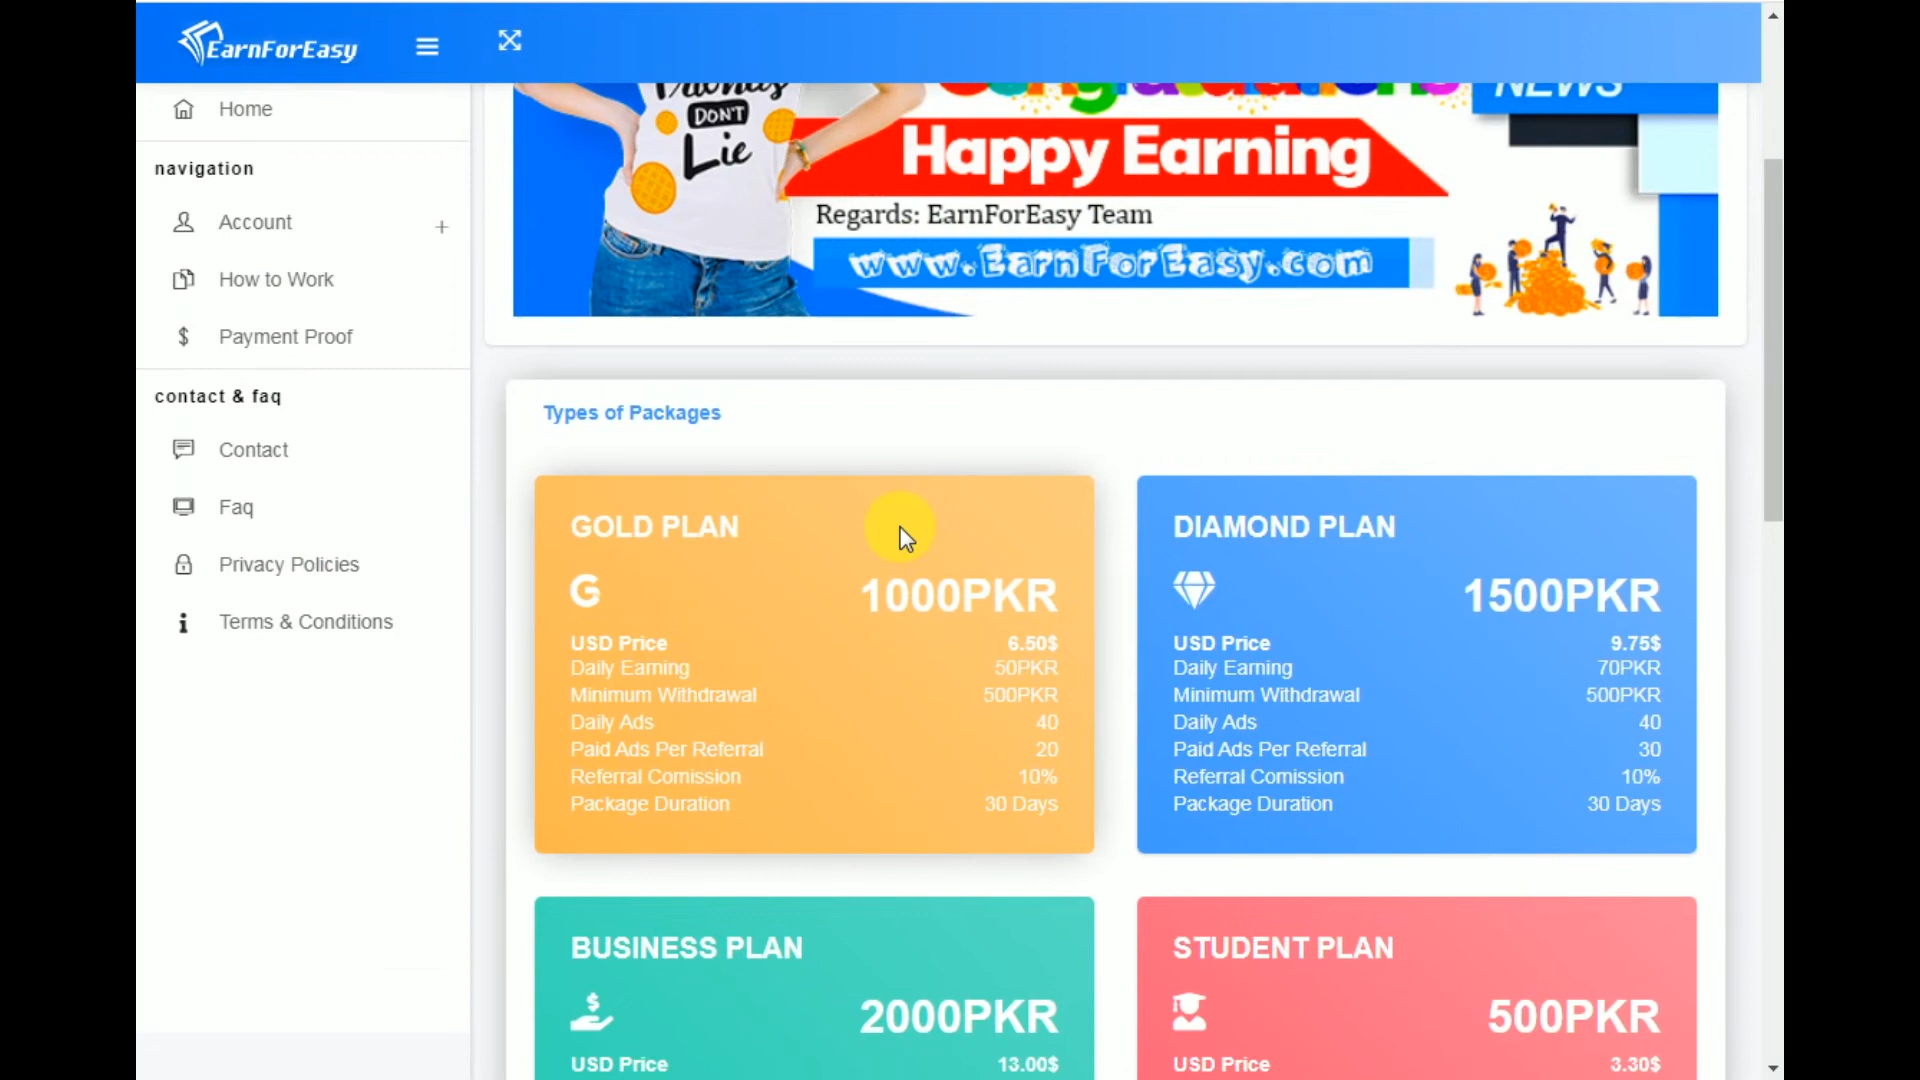 EarnForEasy
Home
navigation
Account
How to Work
Payment Proof
contact & faq
Contact
Faq
Privacy Policies
Terms & Conditions
DON'T
Lie
NEWS
Happy Earning
Regards: EarnForEasy Team
www.EarnForEasy.com
Types of Packages
GOLD PLAN
1000PKR
USD Price 6.50$
Daily Earning 50PKR
Minimum Withdrawal 500PKR
Daily Ads 40
Paid Ads Per Referral 20
Referral Comission 10%
Package Duration 30 Days
DIAMOND PLAN
1500PKR
USD Price 9.75$
Daily Earning 70PKR
Minimum Withdrawal 500PKR
Daily Ads 40
Paid Ads Per Referral 30
Referral Comission 10%
Package Duration 30 Days
BUSINESS PLAN
2000PKR
USD Price 13.00$
STUDENT PLAN
500PKR
USD Price 3.30$